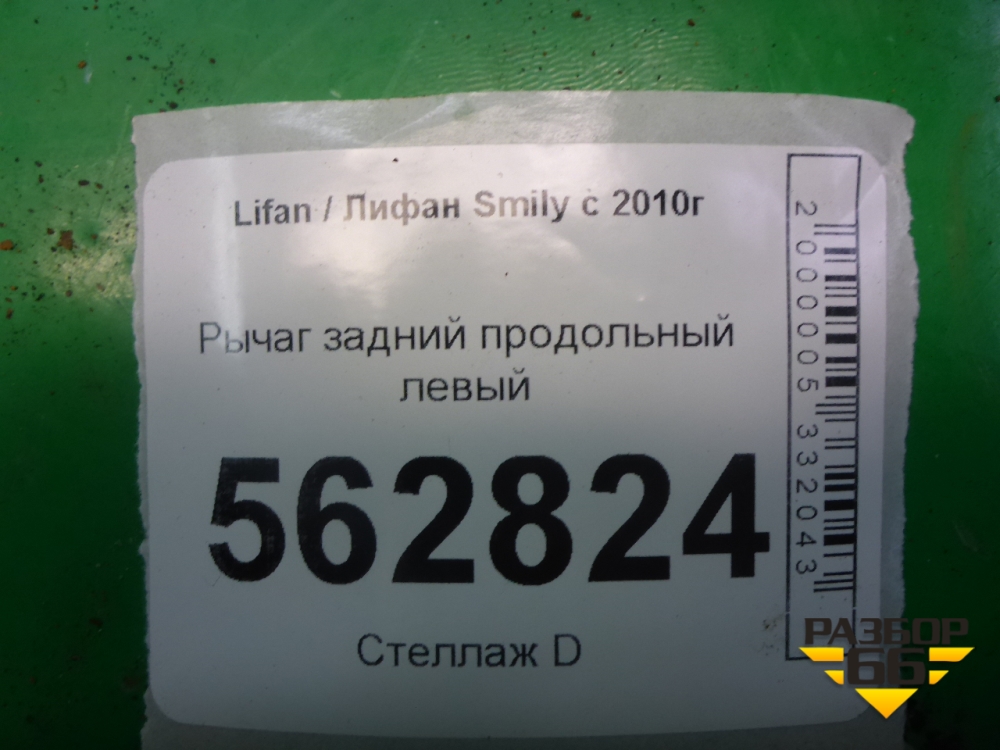 Lifan / Лифан Smily с 2010г
Рычаг задний продольный
левый
562824
Стеллаж D
2000005332043
РАЗБОР
66